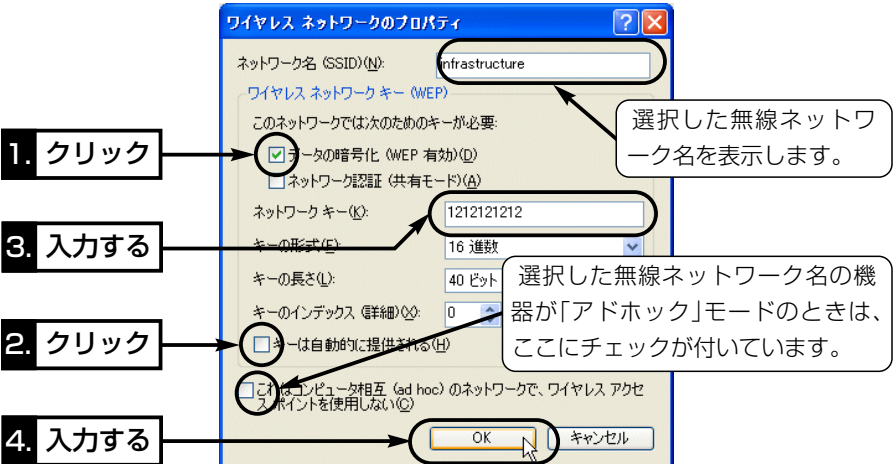 ワイヤレス ネットワークのプロパティ
ネットワーク名 (SSID)(N):
infrastructure
ワイヤレス ネットワーク キー (WEP)
このネットワークでは次のためのキーが必要:
選択した無線ネットワ
ーク名を表示します。
1. クリック
データの暗号化 (WEP 有効)(D)
ネットワーク認証 (共有モード)(A)
ネットワーク キー(K):
1212121212
3. 入力する
キーの形式(F):
16 進数
キーの長さ(L):
40 ビット
選択した無線ネットワーク名の機
器が「アドホック」モードのときは、
ここにチェックが付いています。
キーのインデックス (詳細)(X):
0
2. クリック
キーは自動的に提供される(H)
これはコンピュータ相互 (ad hoc) のネットワークで、ワイヤレス アクセ
ス ポイントを使用しない(C)
4. 入力する
OK
キャンセル